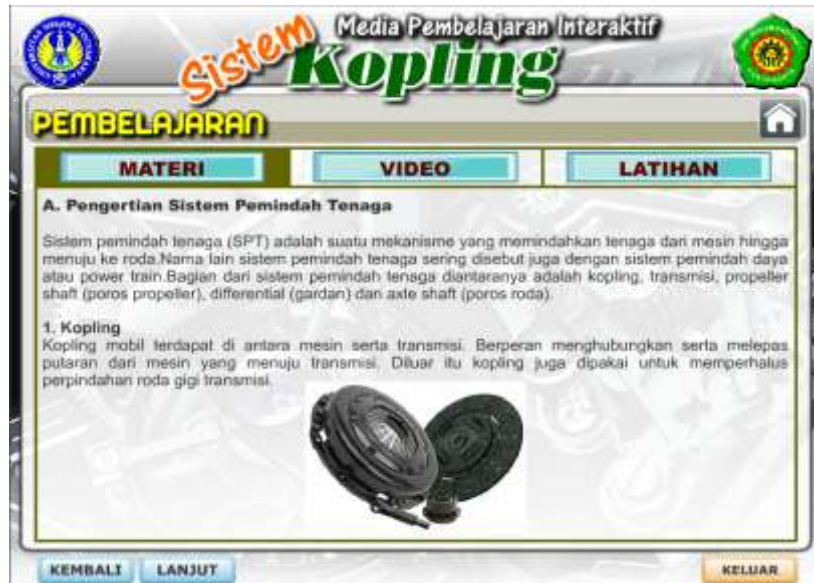 Media Pembelajaran Interaktif
Sistem
Kopling
PEMBELAJARAN
MATERI VIDEO LATIHAN
A. Pengertian Sistem Pemindah Tenaga
Sistem pemindah tenaga (SPT) adalah suatu mekanisme yang memindahkan tenaga dari mesin hingga
menuju ke roda.Nama lain sistem pemindah tenaga sering disebut juga dengan sistem pemindah daya
atau power train.Bagian dari sistem pemindah tenaga diantaranya adalah kopling, transmisi, propeller
shaft (poros propeller), differential (gardan) dan axle shaft (poros roda).
1. Kopling
Kopling mobil terdapat di antara mesin serta transmisi. Berperan menghubungkan serta melepas
putaran dari mesin yang menuju transmisi. Diluar itu kopling juga dipakai untuk memperhalus
perpindahan roda gigi transmisi.
KEMBALI LANJUT KELUAR